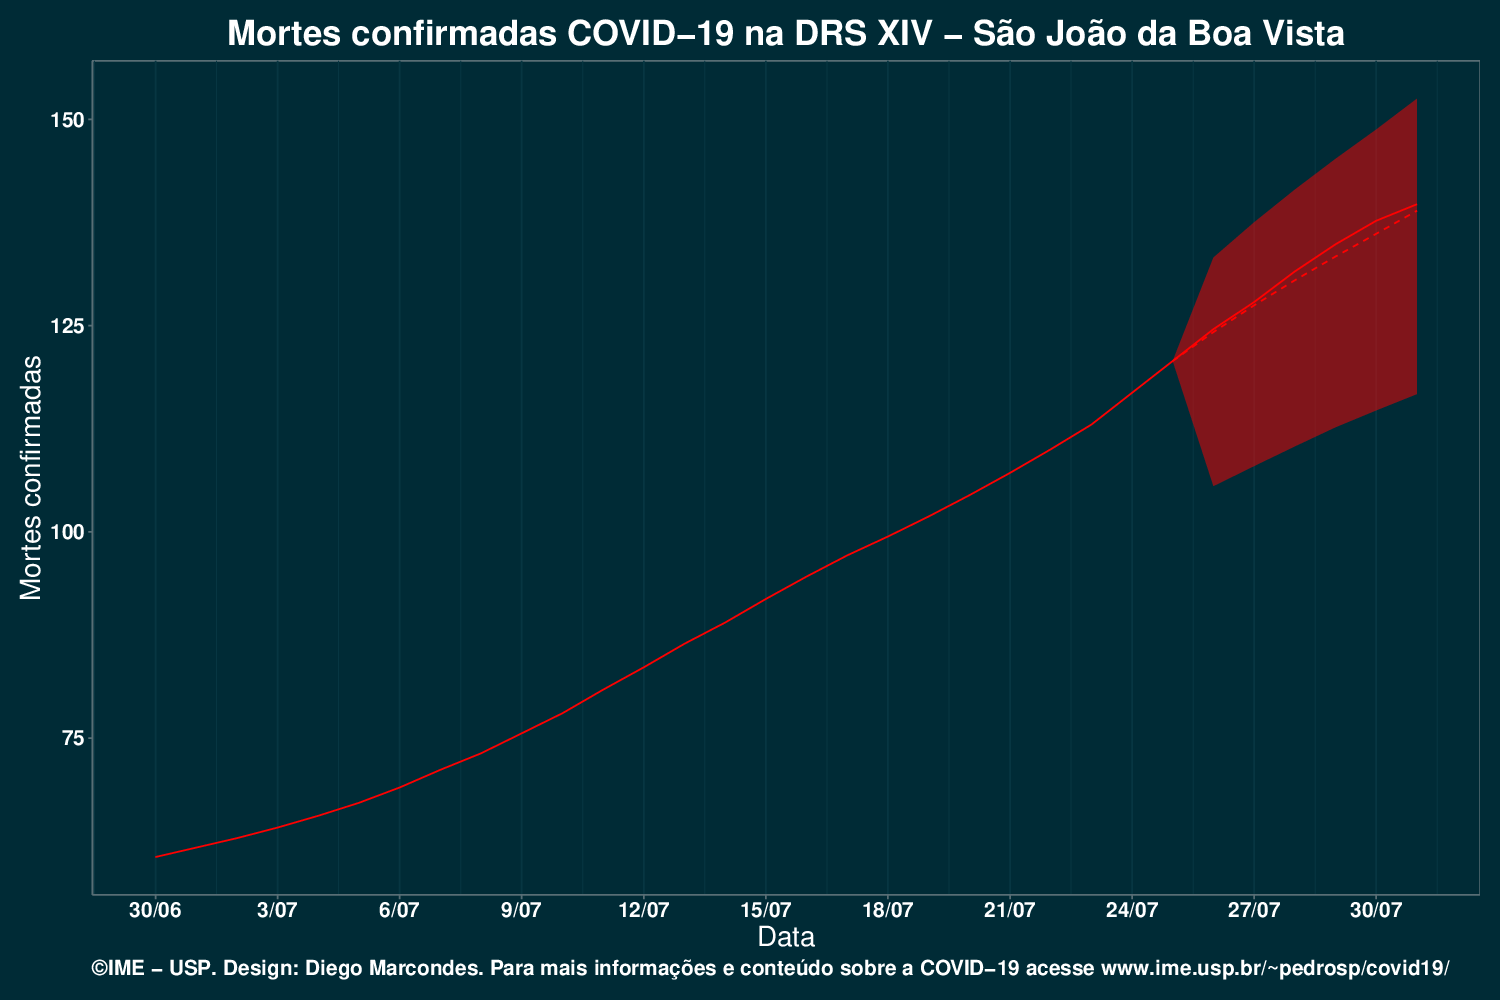 Mortes confirmadas COVID−19 na DRS XIV − São João da Boa Vista
Mortes confirmadas
150
125
100
75
30/06 3/07 6/07 9/07 12/07 15/07 18/07 21/07 24/07 27/07 30/07
Data
©IME − USP. Design: Diego Marcondes. Para mais informações e conteúdo sobre a COVID−19 acesse www.ime.usp.br/~pedrosp/covid19/